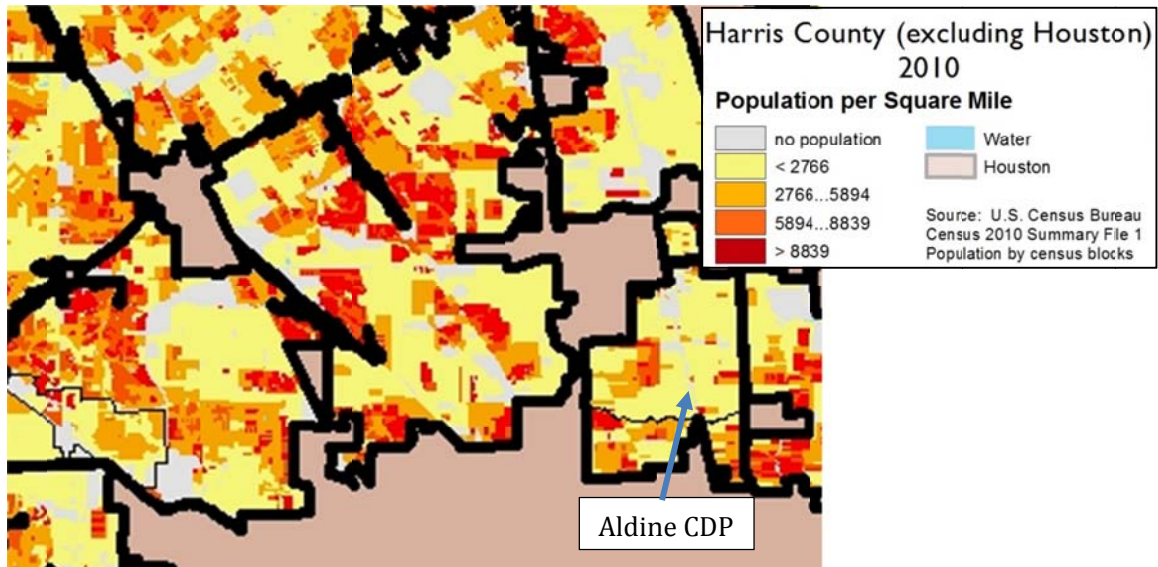 Harris County (excluding Houston)
2010
Population per Square Mile
no population
< 2766
2766...5894
5894...8839
> 8839
Water
Houston
Source: U.S. Census Bureau
Census 2010 Summary File 1
Population by census blocks
Aldine CDP